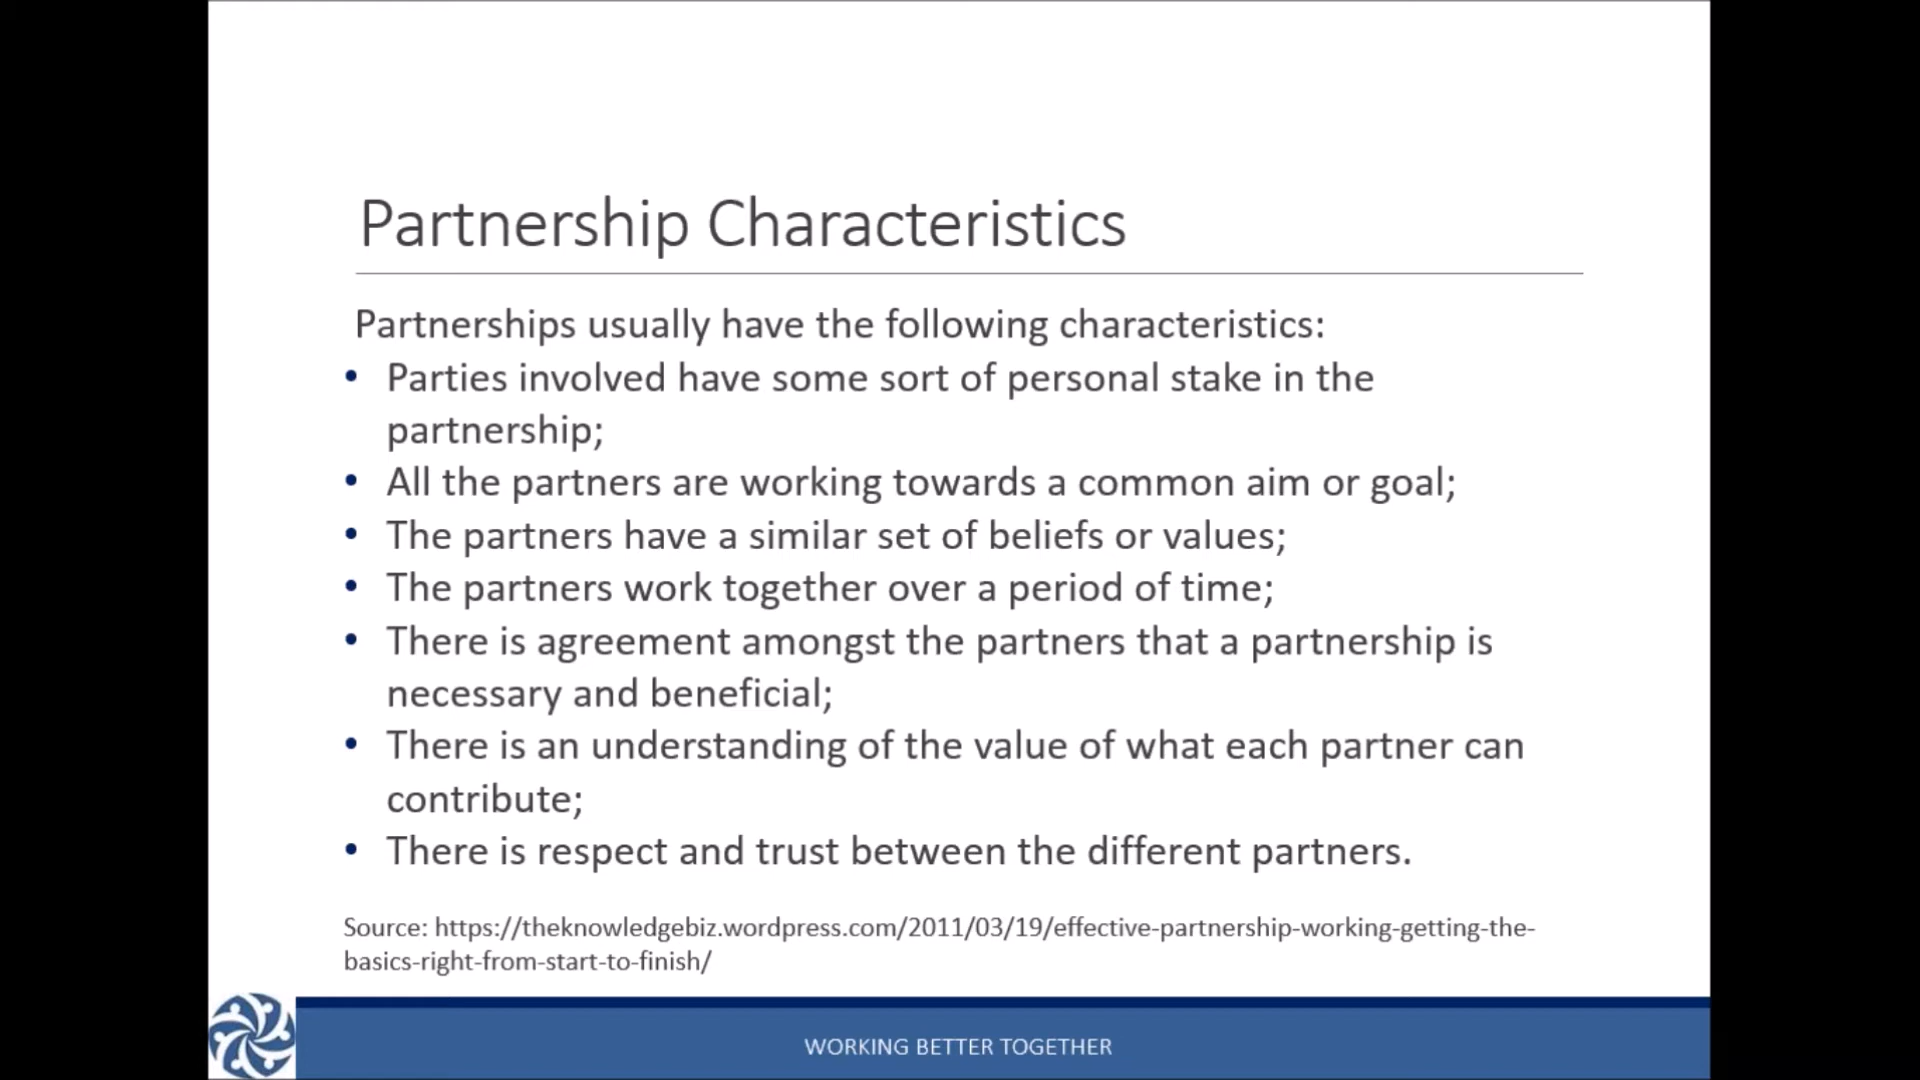 Partnership Characteristics
Partnerships usually have the following characteristics:
• Parties involved have some sort of personal stake in the
partnership;
• All the partners are working towards a common aim or goal;
• The partners have a similar set of beliefs or values;
• The partners work together over a period of time;
• There is agreement amongst the partners that a partnership is
necessary and beneficial;
• There is an understanding of the value of what each partner can
contribute;
• There is respect and trust between the different partners.
Source: https://theknowledgebiz.wordpress.com/2011/03/19/effective-partnership-working-getting-the-
basics-right-from-start-to-finish/
WORKING BETTER TOGETHER